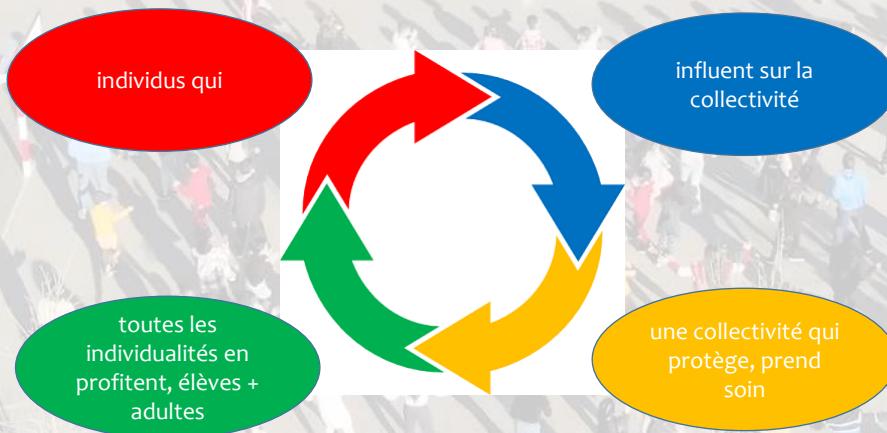 individus qui
influent sur la
collectivité
toutes les
individualités en
profitent, élèves +
adultes
une collectivité qui
protège, prend
soin